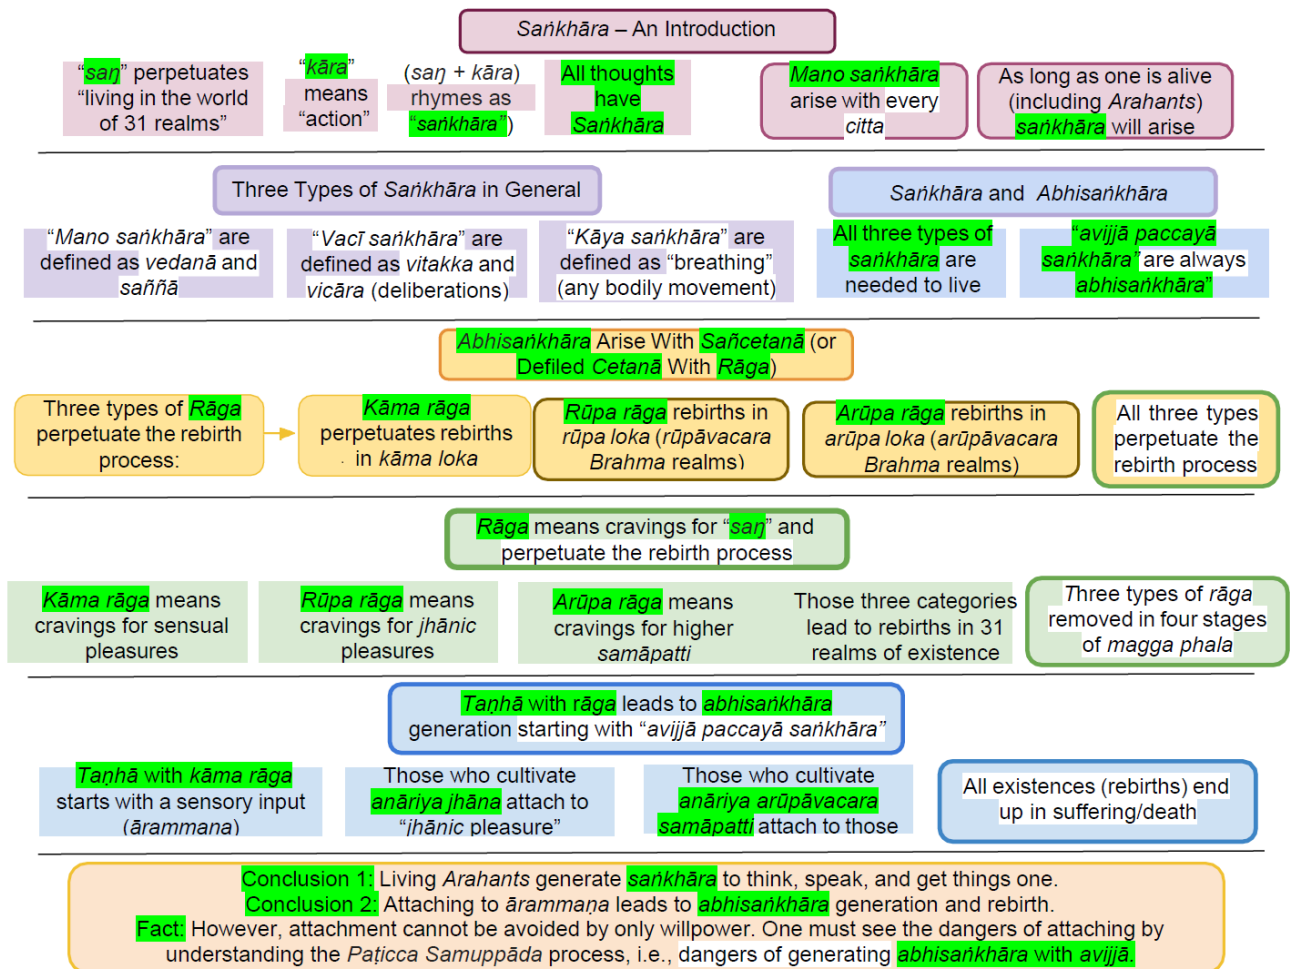 Saṅkhāra – An Introduction
“saŋ” perpetuates
“living in the world
of 31 realms”
“kāra”
means
“action”
(saŋ + kāra)
rhymes as
“saṅkhāra”)
All thoughts
have
Saṅkhāra
Mano saṅkhāra
arise with every
citta
As long as one is alive
(including Arahants)
saṅkhāra will arise
Three Types of Saṅkhāra in General
“Mano saṅkhāra” are
defined as vedanā and
saññā
“Vacī saṅkhāra” are
defined as vitakka and
vicāra (deliberations)
“Kāya saṅkhāra” are
defined as “breathing”
(any bodily movement)
Saṅkhāra and Abhisaṅkhāra
All three types of
saṅkhāra are
needed to live
“avijjā paccayā
saṅkhāra” are always
abhisaṅkhāra”
Abhisaṅkhāra Arise With Sañcetanā (or
Defiled Cetanā With Rāga)
Three types of Rāga
perpetuate the rebirth
process:
Kāma rāga
perpetuates rebirths
in kāma loka
Rūpa rāga rebirths in
rūpa loka (rūpāvacara
Brahma realms)
Arūpa rāga rebirths in
arūpa loka (arūpāvacara
Brahma realms)
All three types
perpetuate the
rebirth process
Rāga means cravings for “saŋ” and
perpetuate the rebirth process
Kāma rāga means
cravings for sensual
pleasures
Rūpa rāga means
cravings for jhānic
pleasures
Arūpa rāga means
cravings for higher
samāpatti
Those three categories
lead to rebirths in 31
realms of existence
Three types of rāga
removed in four stages
of magga phala
Taṇhā with rāga leads to abhisaṅkhāra
generation starting with “avijjā paccayā saṅkhāra”
Taṇhā with kāma rāga
starts with a sensory input
(ārammaṇa)
Those who cultivate
anāriya jhāna attach to
“jhānic pleasure”
Those who cultivate
anāriya arūpāvacara
samāpatti attach to those
All existences (rebirths) end
up in suffering/death
Conclusion 1: Living Arahants generate saṅkhāra to think, speak, and get things one.
Conclusion 2: Attaching to ārammaṇa leads to abhisaṅkhāra generation and rebirth.
Fact: However, attachment cannot be avoided by only willpower. One must see the dangers of attaching by
understanding the Paṭicca Samuppāda process, i.e., dangers of generating abhisaṅkhāra with avijjā.